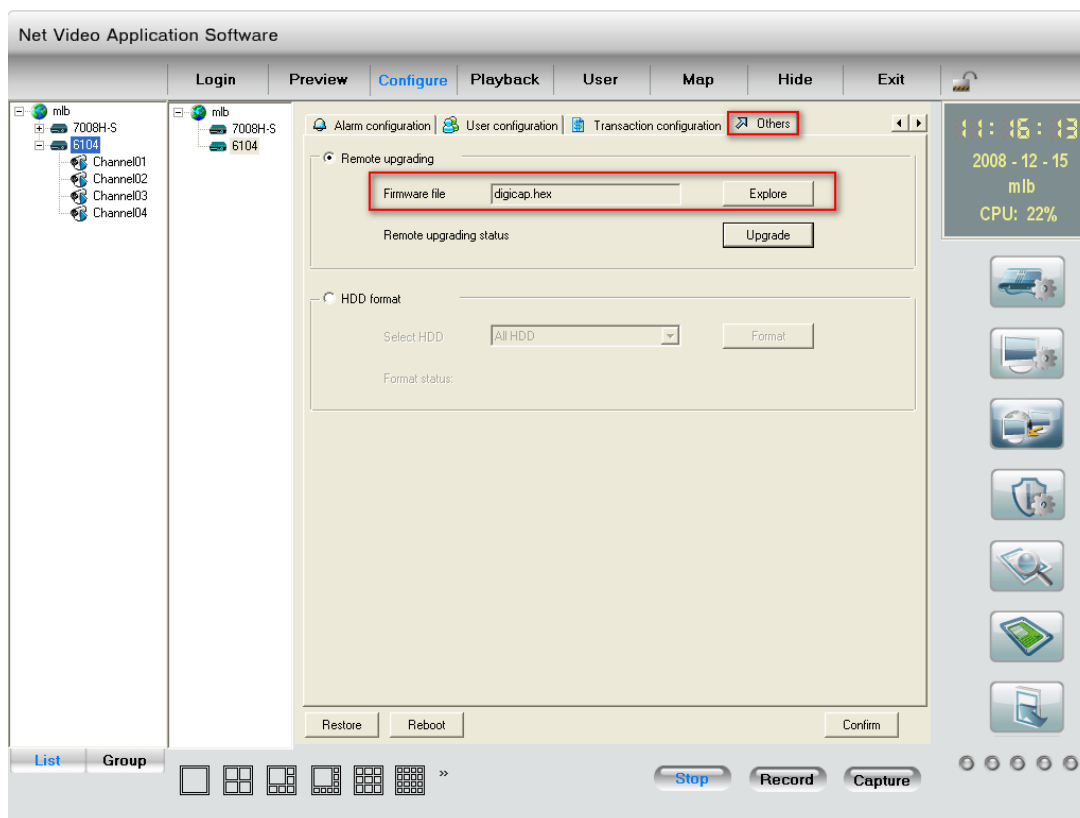 Net Video Application Software
Login Preview Configure Playback User Map Hide Exit
mlb
7008H-S
6104
Channel01
Channel02
Channel03
Channel04
mlb
7008H-S
6104
Alarm configuration User configuration Transaction configuration Others
Remote upgrading
Firmware file digicap.hex Explore
Remote upgrading status Upgrade
HDD format
Select HDD All HDD Format
Format status:
Restore Reboot Confirm
11:16:13
2008 - 12 - 15
mlb
CPU: 22%
List Group
» Stop Record Capture